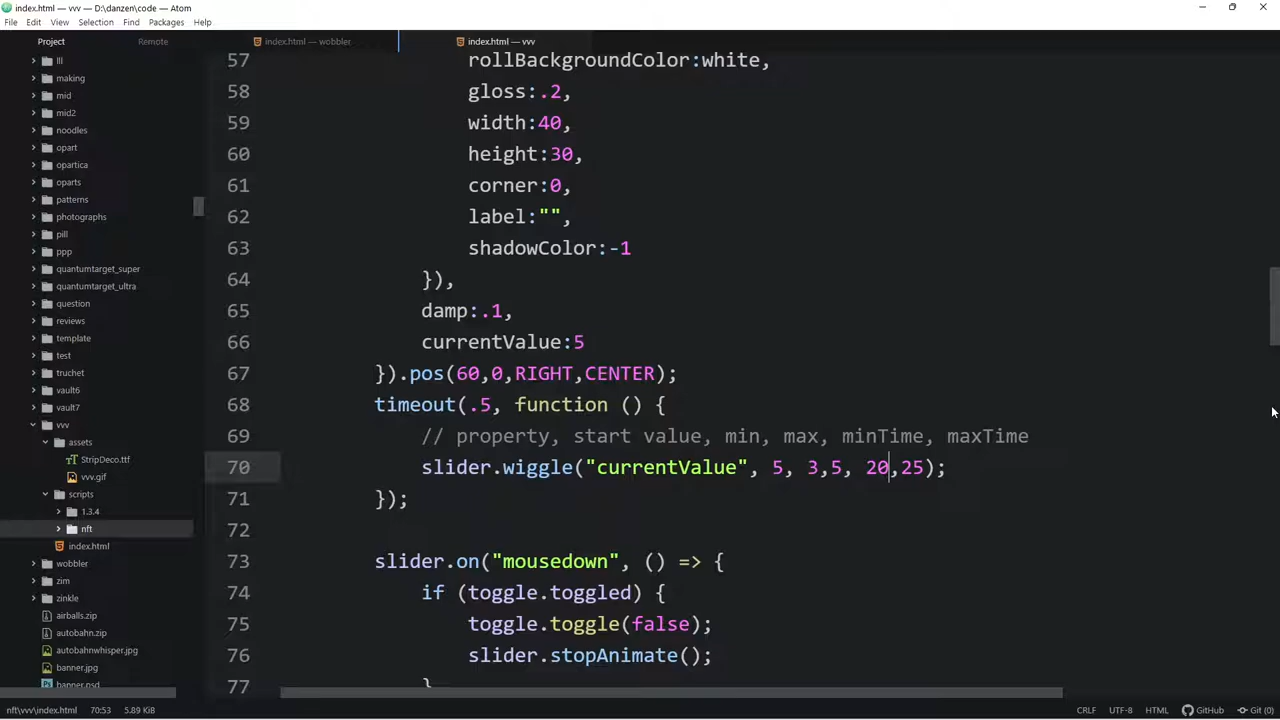 index.html — vvv — D:\danzen\code — Atom
File Edit View Selection Find Packages Help
Project Remote
index.html — wobbler
index.html — vvv
lll
making
mid
mid2
noodles
opart
opartica
oparts
patterns
photographs
pill
ppp
quantumtarget_super
quantumtarget_ultra
question
reviews
template
test
truchet
vault6
vault7
vvv
assets
StripDeco.ttf
vvv.gif
scripts
1.3.4
nft
index.html
wobbler
zim
zinkle
airballs.zip
autobahn.zip
autobahnwhisper.jpg
banner.jpg
banner.psd
57 rollBackgroundColor:white,
58 gloss:.2,
59 width:40,
60 height:30,
61 corner:0,
62 label:"",
63 shadowColor:-1
64 }),
65 damp:.1,
66 currentValue:5
67 }).pos(60,0,RIGHT,CENTER);
68 timeout(.5, function () {
69 // property, start value, min, max, minTime, maxTime
70 slider.wiggle("currentValue", 5, 3,5, 20,25);
71 });
72
73 slider.on("mousedown", () => {
74 if (toggle.toggled) {
75 toggle.toggle(false);
76 slider.stopAnimate();
77 }
nft\vvv\index.html 70:53 5.89 KiB CRLF UTF-8 HTML GitHub Git (0)